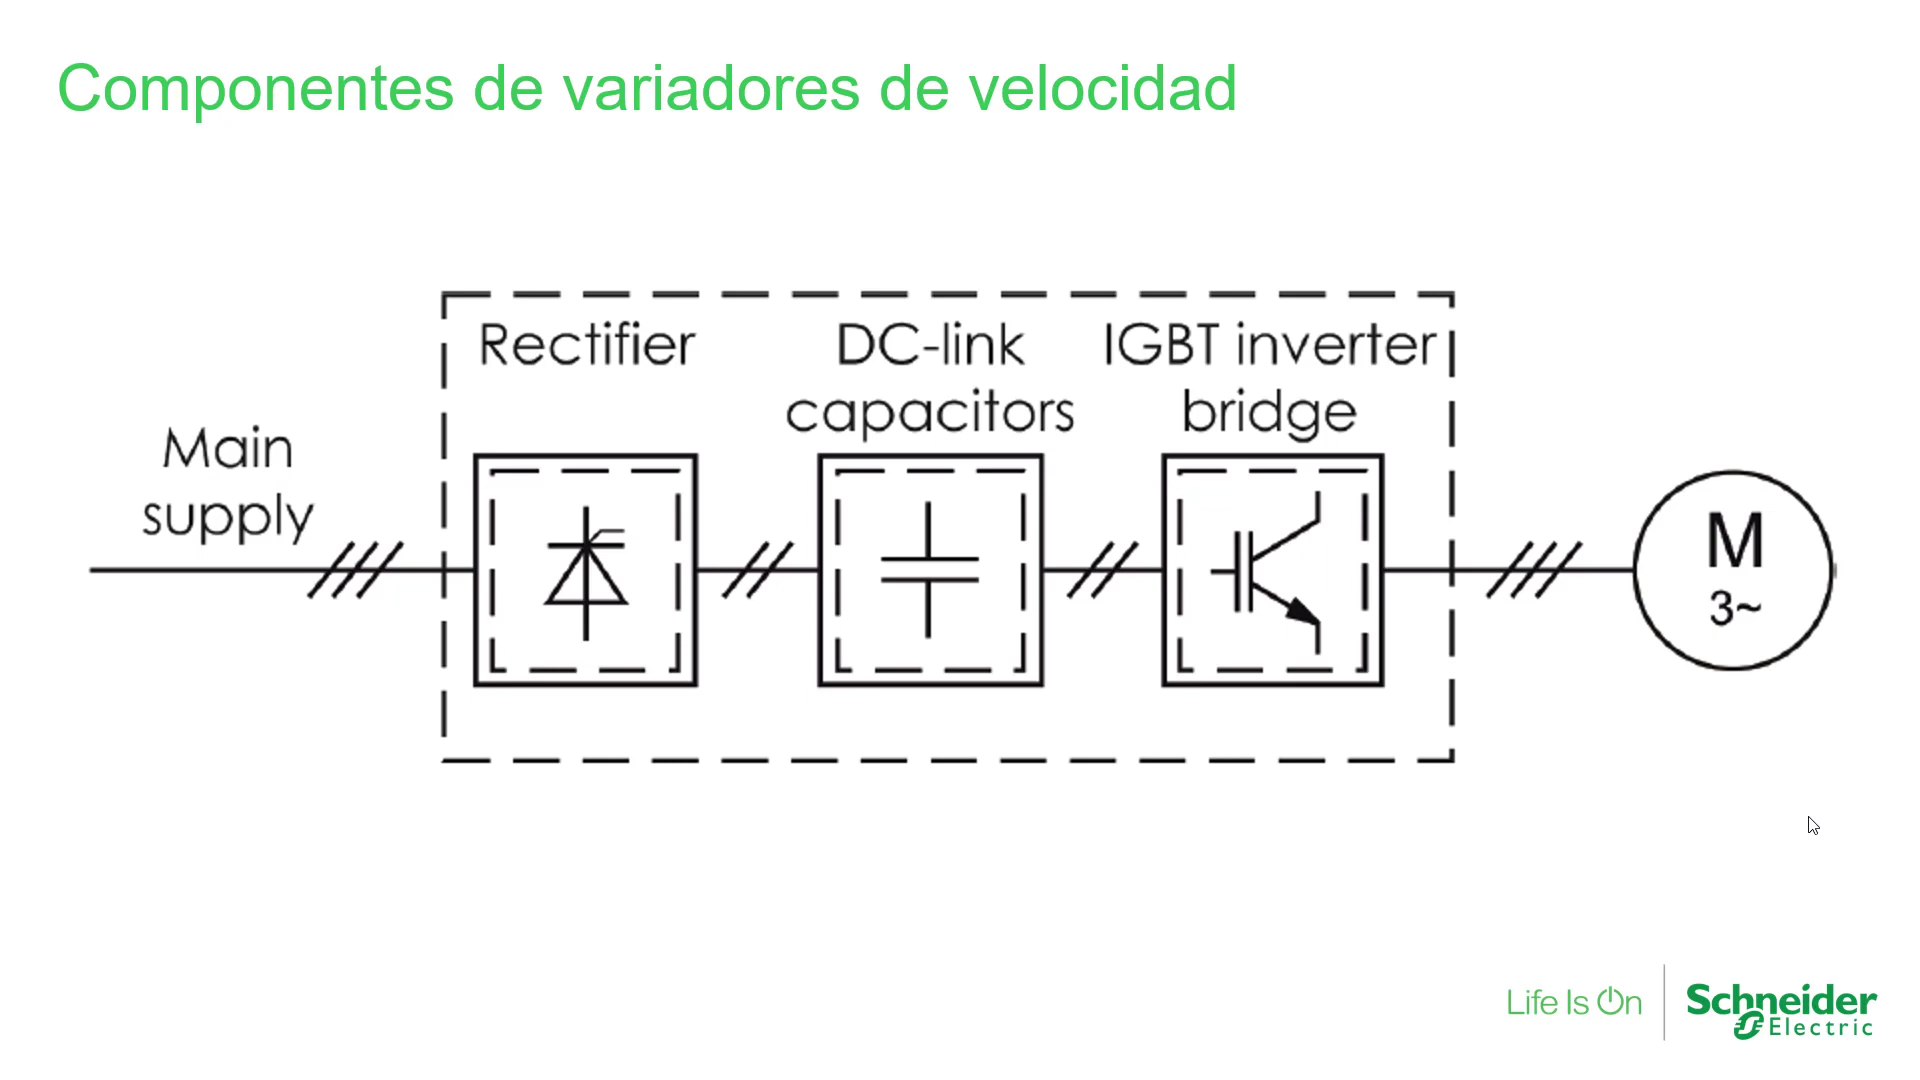 Componentes de variadores de velocidad
Main
supply
Rectifier
DC-link
capacitors
IGBT inverter
bridge
M
3~
Life Is On
Schneider
Electric